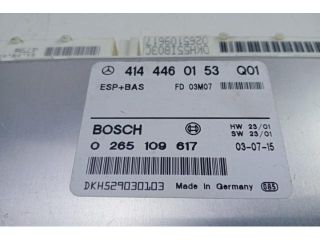 414 446 01 53 Q01
ESP+BAS FD 03M07
BOSCH HW 23/01
SW 23/01
0 265 109 617 03-07-15
DKHS29030103 Made in Germany